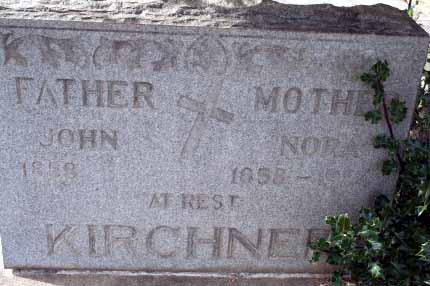 FATHER MOTHER
JOHN NORA
1858 1858 -
AT REST
KIRCHNER